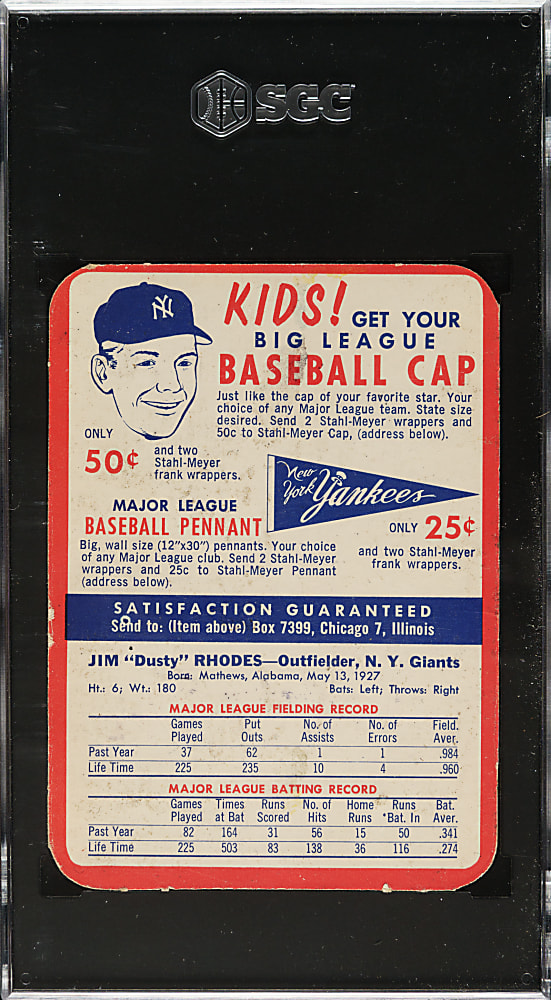 SGC
NY
KIDS! GET YOUR
BIG LEAGUE
BASEBALL CAP
Just like the cap of your favorite star. Your
choice of any Major League team. State size
desired. Send 2 Stahl-Meyer wrappers and
50c to Stahl-Meyer Cap, (address below).
ONLY
50¢ and two
Stahl-Meyer
frank wrappers.
New York Yankees
MAJOR LEAGUE
BASEBALL PENNANT
ONLY 25¢
and two Stahl-Meyer
frank wrappers.
Big, wall size (12"x30") pennants. Your choice
of any Major League club. Send 2 Stahl-Meyer
wrappers and 25c to Stahl-Meyer Pennant
(address below).
SATISFACTION GUARANTEED
Send to: (Item above) Box 7399, Chicago 7, Illinois
JIM "Dusty" RHODES—Outfielder, N. Y. Giants
Born: Mathews, Alabama, May 13, 1927
Ht.: 6; Wt.: 180 Bats: Left; Throws: Right
MAJOR LEAGUE FIELDING RECORD
Games Put No. of No. of Field.
Played Outs Assists Errors Aver.
Past Year 37 62 1 1 .984
Life Time 225 235 10 4 .960
MAJOR LEAGUE BATTING RECORD
Games Times Runs No. of Home Runs Bat.
Played at Bat Scored Hits Runs *Bat. In Aver.
Past Year 82 164 31 56 15 50 .341
Life Time 225 503 83 138 36 116 .274